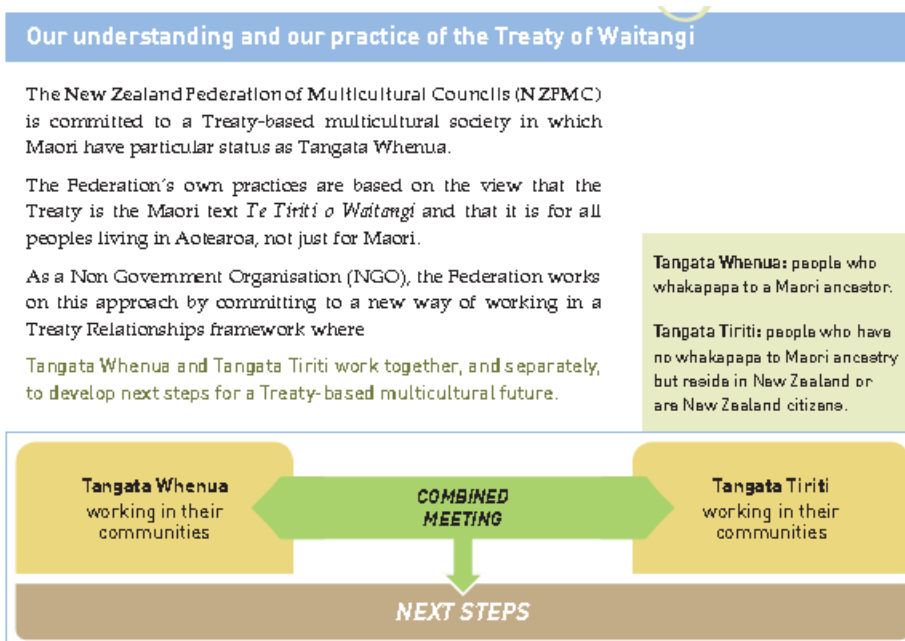 Our understanding and our practice of the Treaty of Waitangi
The New Zealand Federation of Multicultural Councils (NZPMC)
is committed to a Treaty-based multicultural society in which
Maori have particular status as Tangata Whenua.
The Federation's own practices are based on the view that the
Treaty is the Maori text Te Tiriti o Waitangi and that it is for all
peoples living in Aotearoa, not just for Maori.
As a Non Government Organisation (NGO), the Federation works
on this approach by committing to a new way of working in a
Treaty Relationships framework where
Tangata Whenua and Tangata Tiriti work together, and separately,
to develop next steps for a Treaty-based multicultural future.
Tangata Whenua: people who
whakapapa to a Maori ancestor.
Tangata Tiriti: people who have
no whakapapa to Maori ancestry
but reside in New Zealand or
are New Zealand citizens.
Tangata Whenua
working in their
communities
COMBINED
MEETING
Tangata Tiriti
working in their
communities
NEXT STEPS